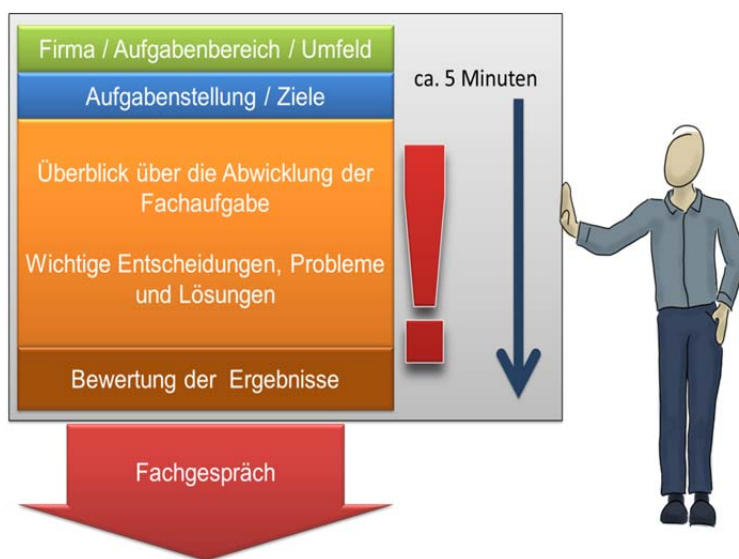 Firma / Aufgabenbereich / Umfeld
Aufgabenstellung / Ziele
ca. 5 Minuten
Überblick über die Abwicklung der
Fachaufgabe
Wichtige Entscheidungen, Probleme
und Lösungen
!
Bewertung der Ergebnisse
Fachgespräch